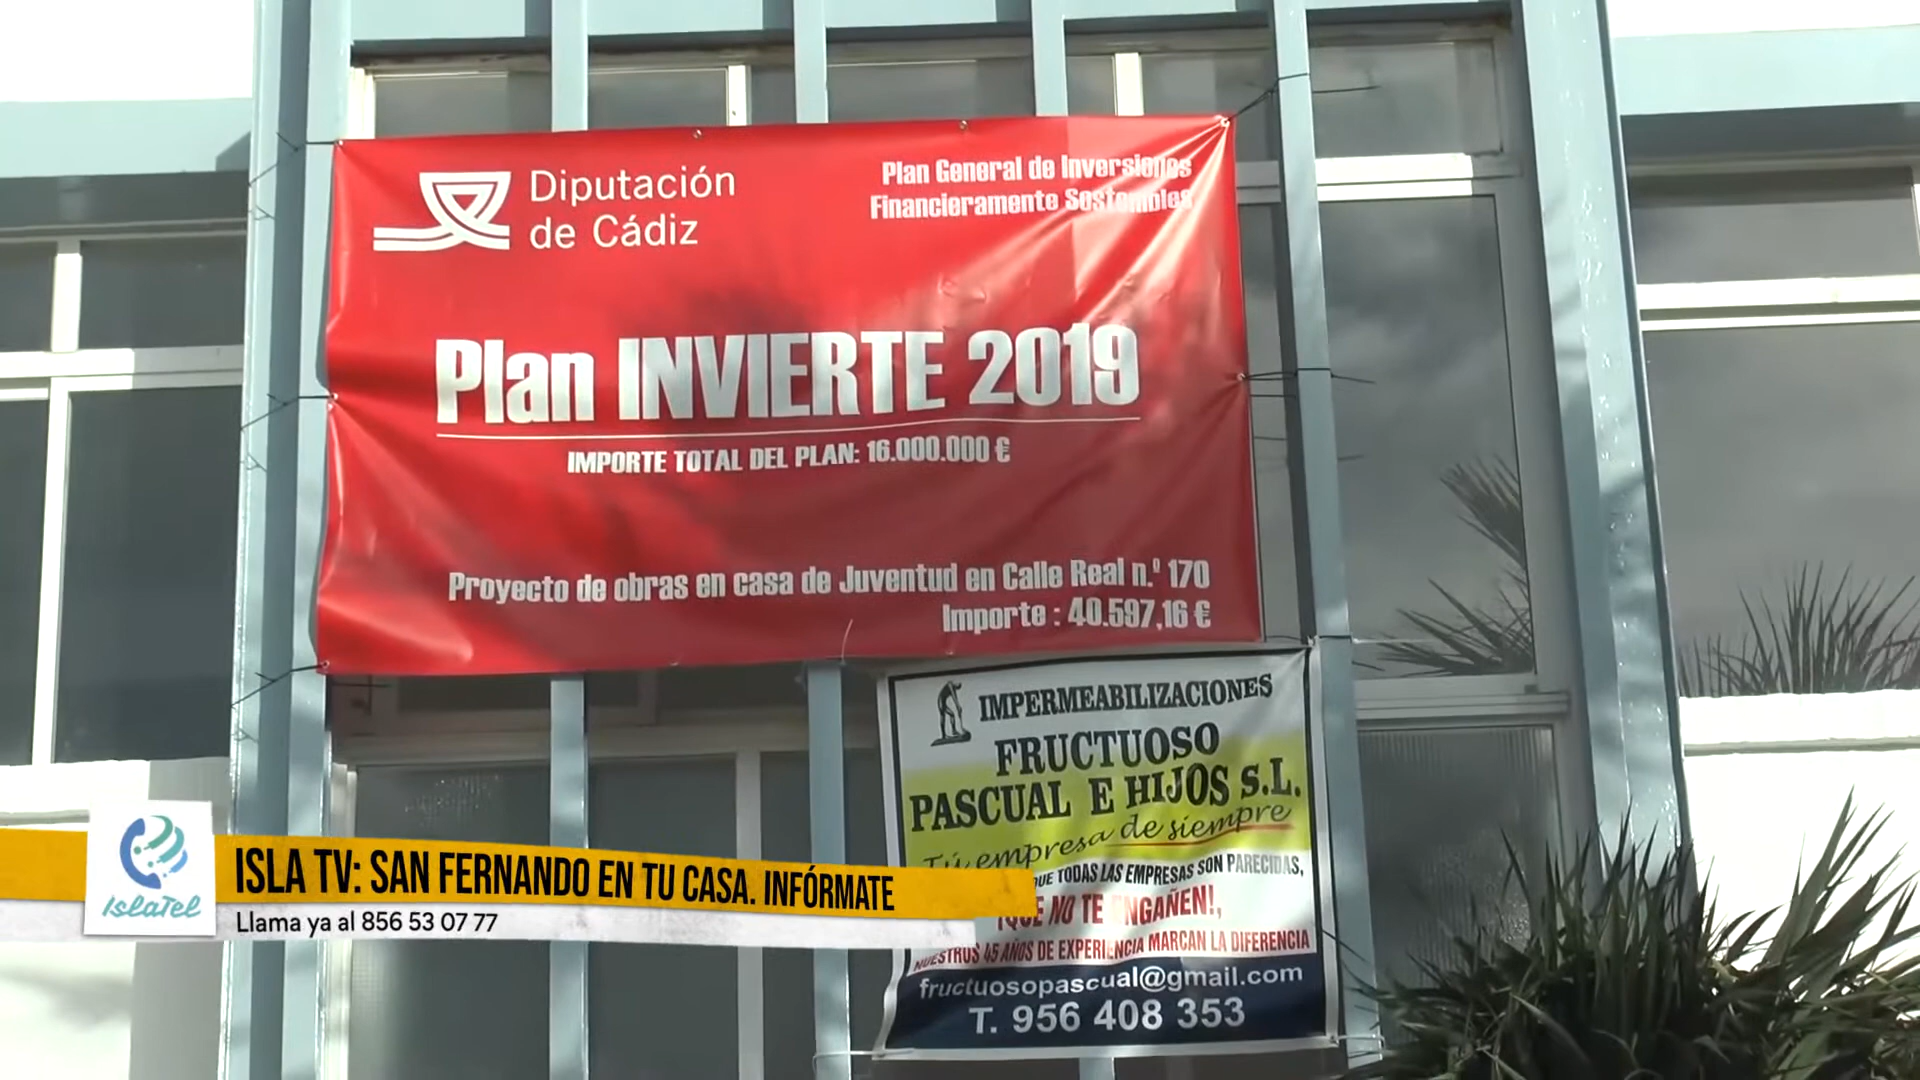 Diputación
de Cádiz
Plan General de Inversiones
Financieramente Sostenibles
Plan INVIERTE 2019
IMPORTE TOTAL DEL PLAN: 16.000.000 €
Proyecto de obras en casa de Juventud en Calle Real n.º 170
Importe : 40.597,16 €
IMPERMEABILIZACIONES
FRUCTUOSO
PASCUAL E HIJOS S.L.
Tú empresa de siempre
QUE TODAS LAS EMPRESAS SON PARECIDAS,
¡QUE NO TE ENGAÑEN!,
NUESTROS 45 AÑOS DE EXPERIENCIA MARCAN LA DIFERENCIA
fructuosopascual@gmail.com
T. 956 408 353
IslaTel
ISLA TV: SAN FERNANDO EN TU CASA. INFÓRMATE
Llama ya al 856 53 07 77